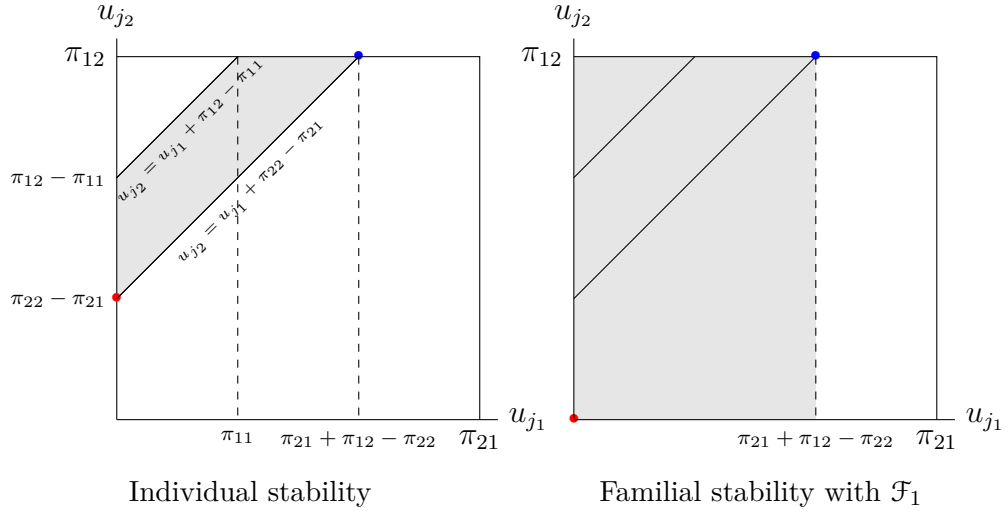 u_{j_2}
π_{12}
u_{j_2} = u_{j_1} + π_{12} − π_{11}
π_{12} − π_{11}
u_{j_2} = u_{j_1} + π_{22} − π_{21}
π_{22} − π_{21}
u_{j_1}
π_{11}
π_{21} + π_{12} − π_{22}
π_{21}
Individual stability
u_{j_2}
π_{12}
u_{j_1}
π_{21} + π_{12} − π_{22}
π_{21}
Familial stability with ℱ_1